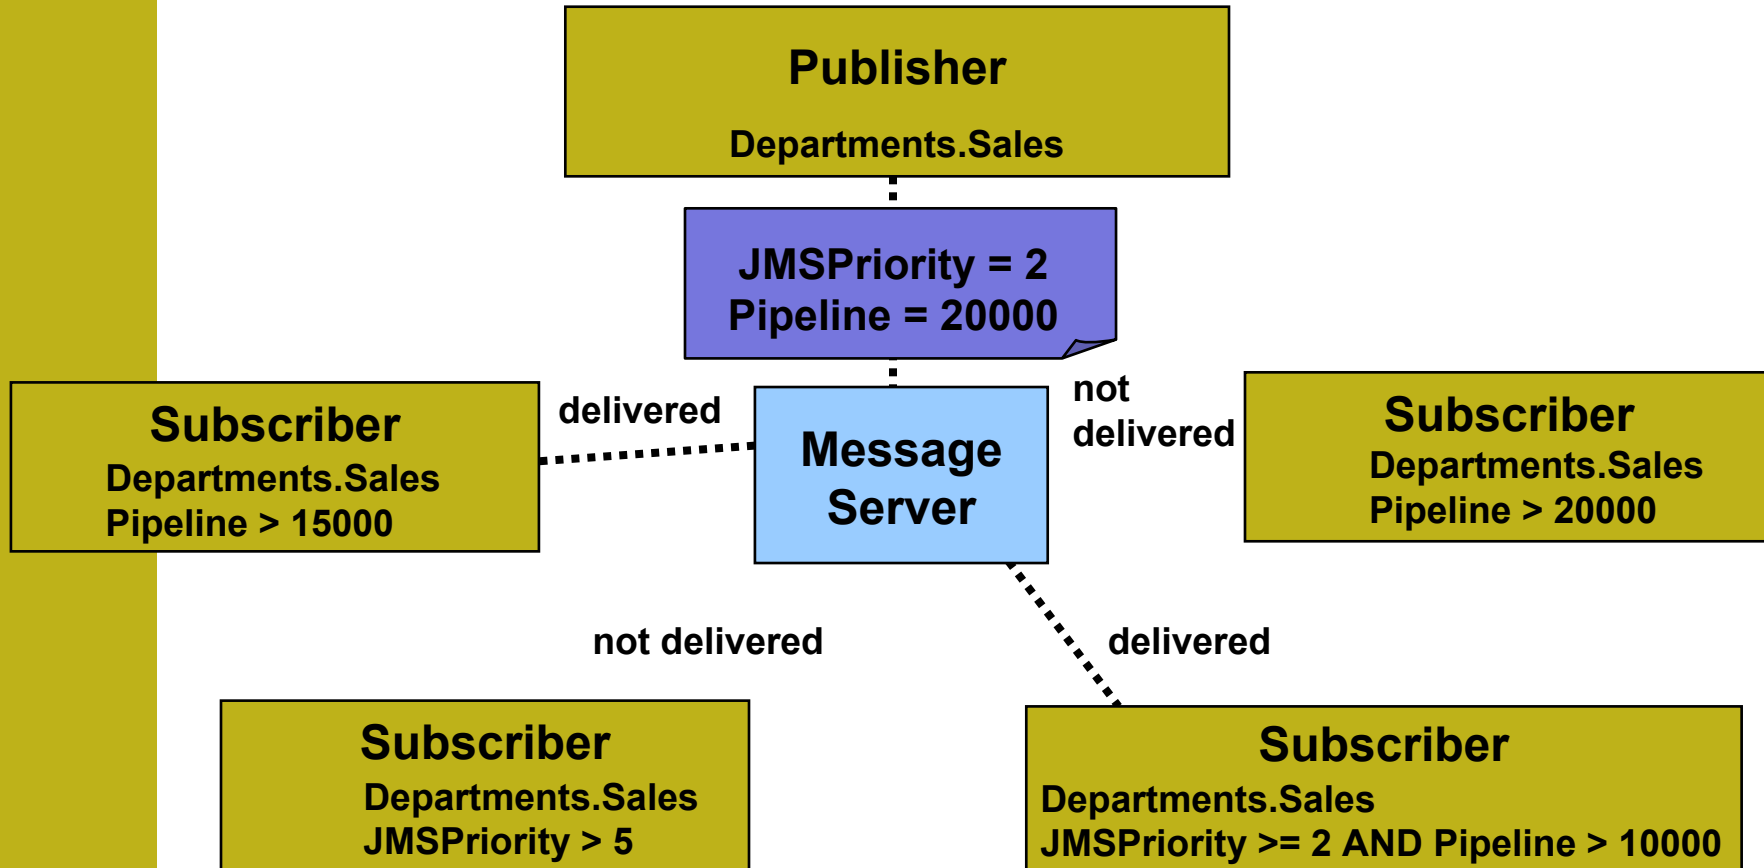 Publisher
Departments.Sales
JMSPriority = 2
Pipeline = 20000
Subscriber
Departments.Sales
Pipeline > 15000
delivered
Message
Server
not
delivered
Subscriber
Departments.Sales
Pipeline > 20000
not delivered
delivered
Subscriber
Departments.Sales
JMSPriority > 5
Subscriber
Departments.Sales
JMSPriority >= 2 AND Pipeline > 10000